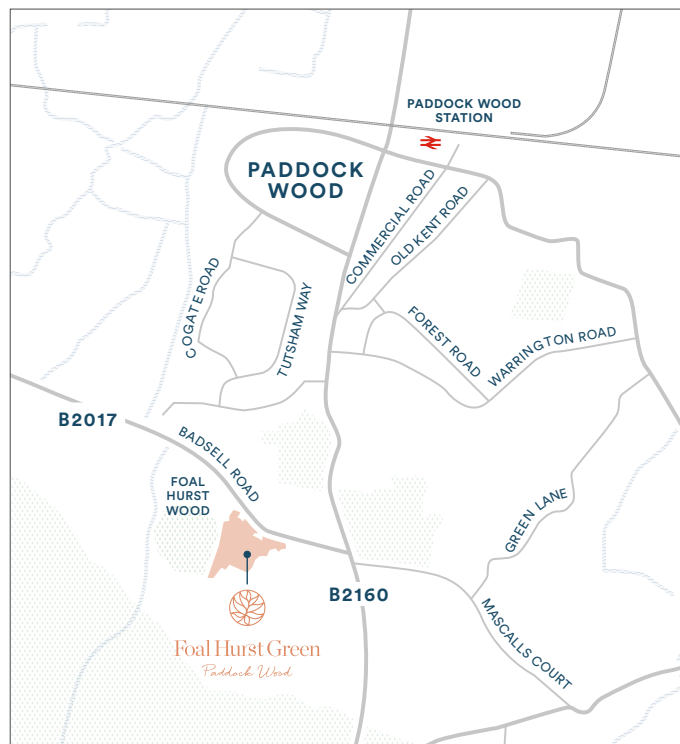 PADDOCK WOOD
STATION
PADDOCK
WOOD
COMMERCIAL ROAD
OLD KENT ROAD
COGATE ROAD
TUTSHAM WAY
FOREST ROAD
WARRINGTON ROAD
B2017
BADSELL ROAD
FOAL
HURST
WOOD
GREEN LANE
B2160
MASCALLS COURT
Foal Hurst Green
Paddock Wood